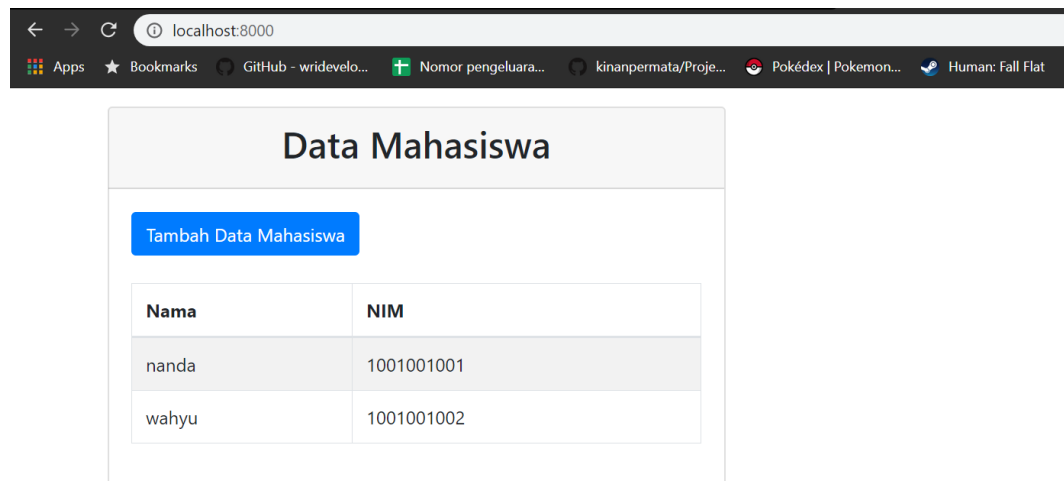 localhost:8000
Apps Bookmarks GitHub - wridevelo... Nomor pengeluara... kinanpermata/Proje... Pokédex | Pokemon... Human: Fall Flat
Data Mahasiswa
Tambah Data Mahasiswa
Nama NIM
nanda 1001001001
wahyu 1001001002